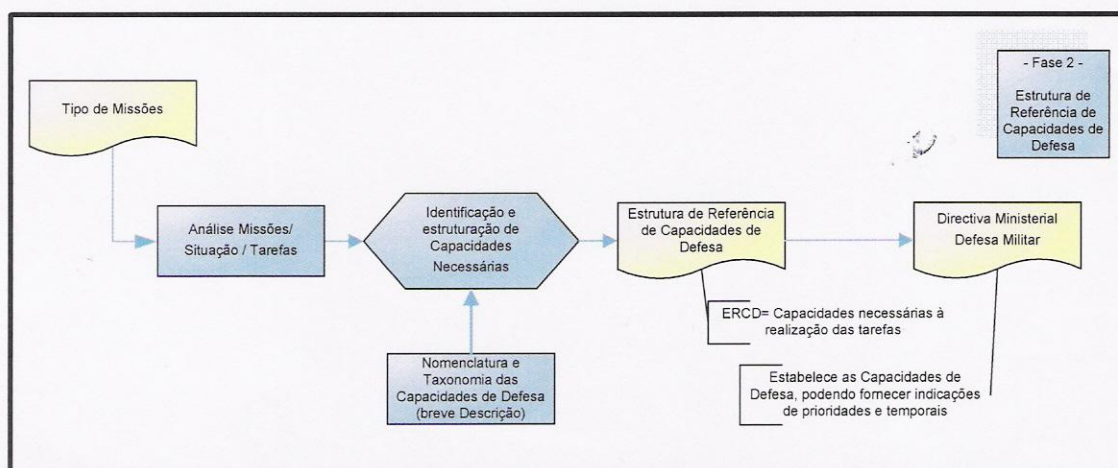 - Fase 2 -
Estrutura de
Referência de
Capacidades de
Defesa
Tipo de Missões
Análise Missões/
Situação / Tarefas
Identificação e
estruturação de
Capacidades
Necessárias
Estrutura de Referência
de Capacidades de
Defesa
Directiva Ministerial
Defesa Militar
ERCD= Capacidades necessárias à
realização das tarefas
Nomenclatura e
Taxonomia das
Capacidades de Defesa
(breve Descrição)
Estabelece as Capacidades de
Defesa, podendo fornecer indicações
de prioridades e temporais